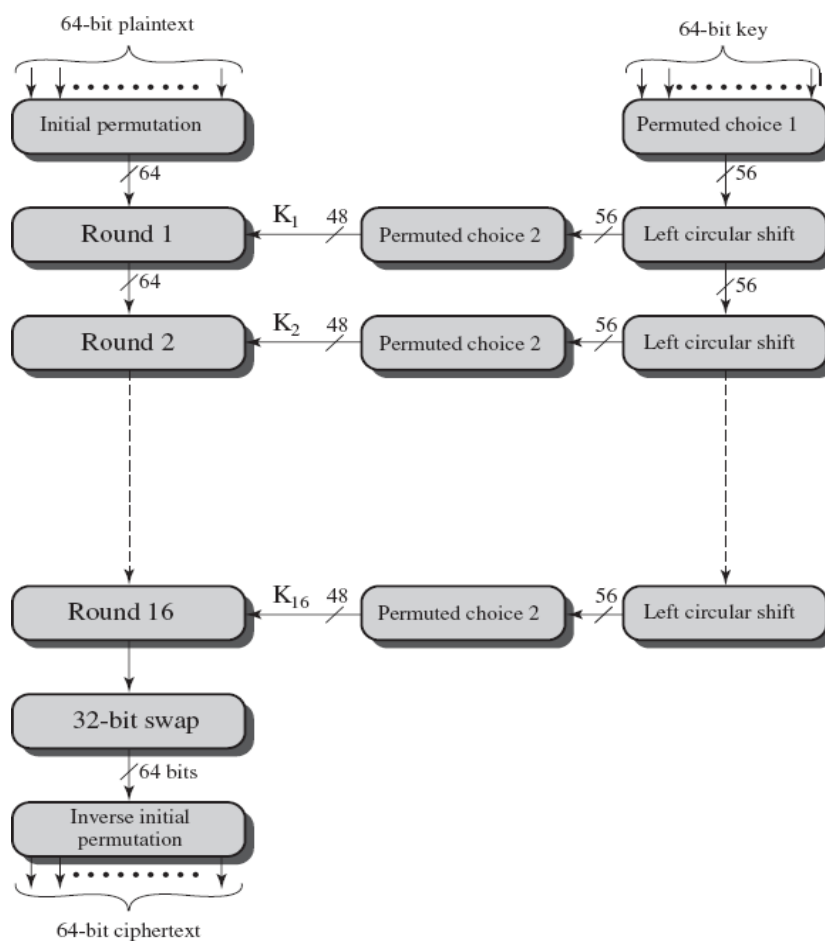 64-bit plaintext
64-bit key
Initial permutation
Permuted choice 1
64
56
Round 1
K1
48
Permuted choice 2
56
Left circular shift
64
56
Round 2
K2
48
Permuted choice 2
56
Left circular shift
Round 16
K16
48
Permuted choice 2
56
Left circular shift
32-bit swap
64 bits
Inverse initial
permutation
64-bit ciphertext